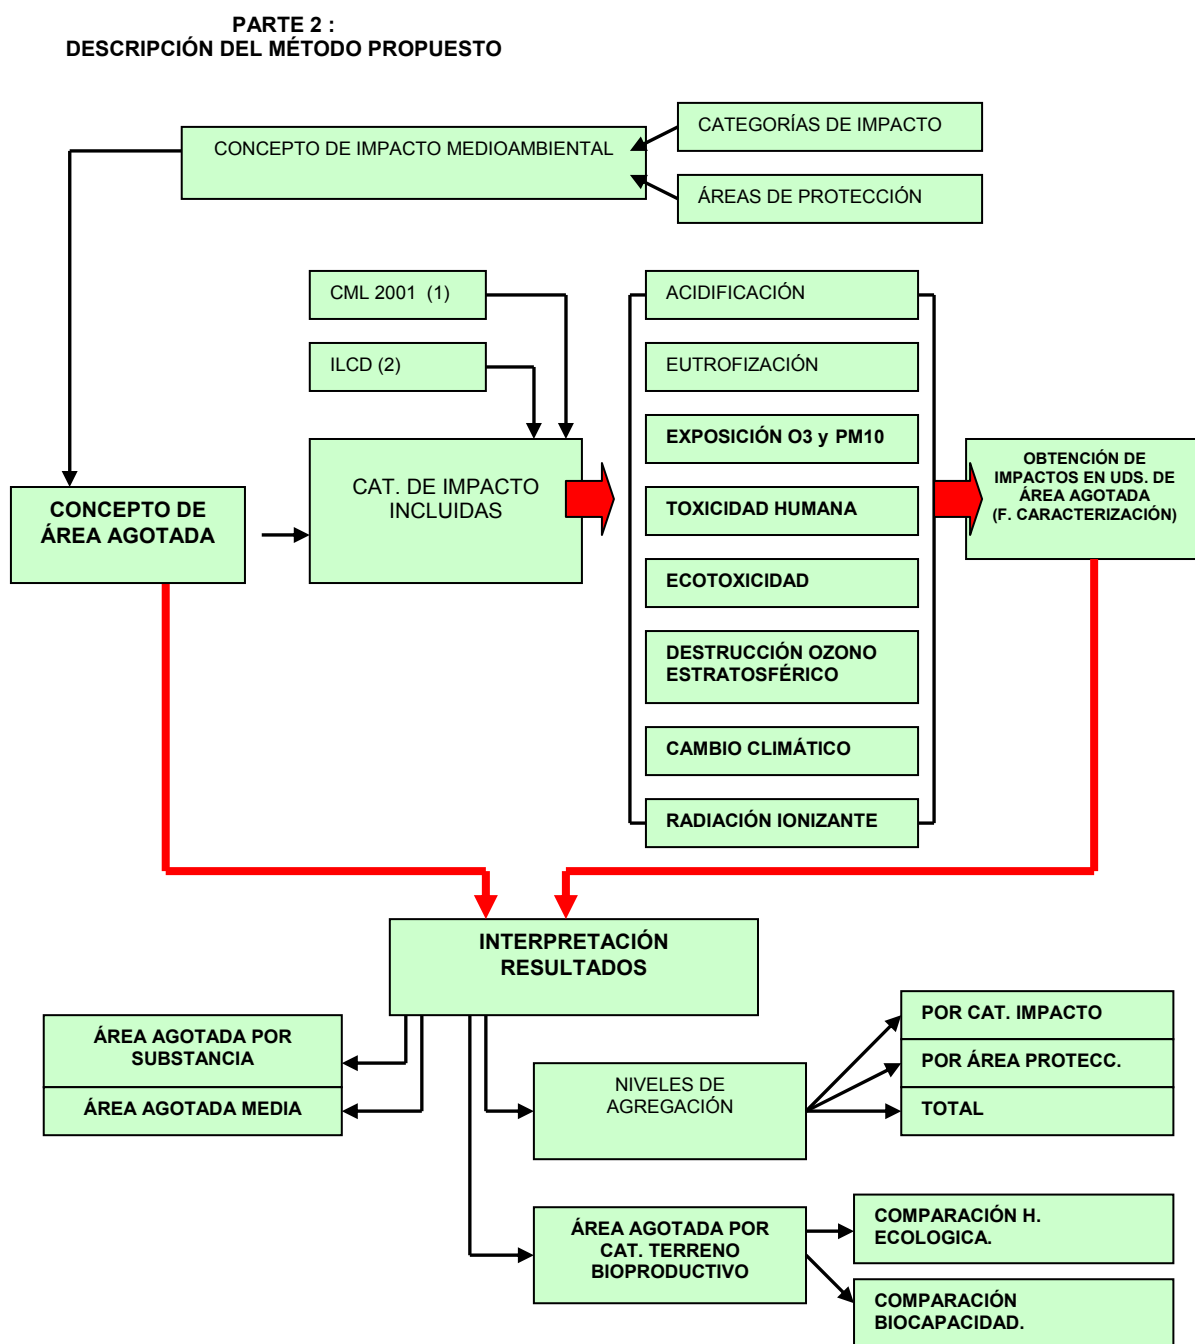 PARTE 2 :
DESCRIPCIÓN DEL MÉTODO PROPUESTO
CATEGORÍAS DE IMPACTO
CONCEPTO DE IMPACTO MEDIOAMBIENTAL
ÁREAS DE PROTECCIÓN
CML 2001 (1)
ILCD (2)
CONCEPTO DE
ÁREA AGOTADA
CAT. DE IMPACTO
INCLUIDAS
ACIDIFICACIÓN
EUTROFIZACIÓN
EXPOSICIÓN O3 y PM10
TOXICIDAD HUMANA
ECOTOXICIDAD
DESTRUCCIÓN OZONO
ESTRATOSFÉRICO
CAMBIO CLIMÁTICO
RADIACIÓN IONIZANTE
OBTENCIÓN DE
IMPACTOS EN UDS. DE
ÁREA AGOTADA
(F. CARACTERIZACIÓN)
INTERPRETACIÓN
RESULTADOS
ÁREA AGOTADA POR
SUBSTANCIA
ÁREA AGOTADA MEDIA
NIVELES DE
AGREGACIÓN
POR CAT. IMPACTO
POR ÁREA PROTECC.
TOTAL
ÁREA AGOTADA POR
CAT. TERRENO
BIOPRODUCTIVO
COMPARACIÓN H.
ECOLOGICA.
COMPARACIÓN
BIOCAPACIDAD.